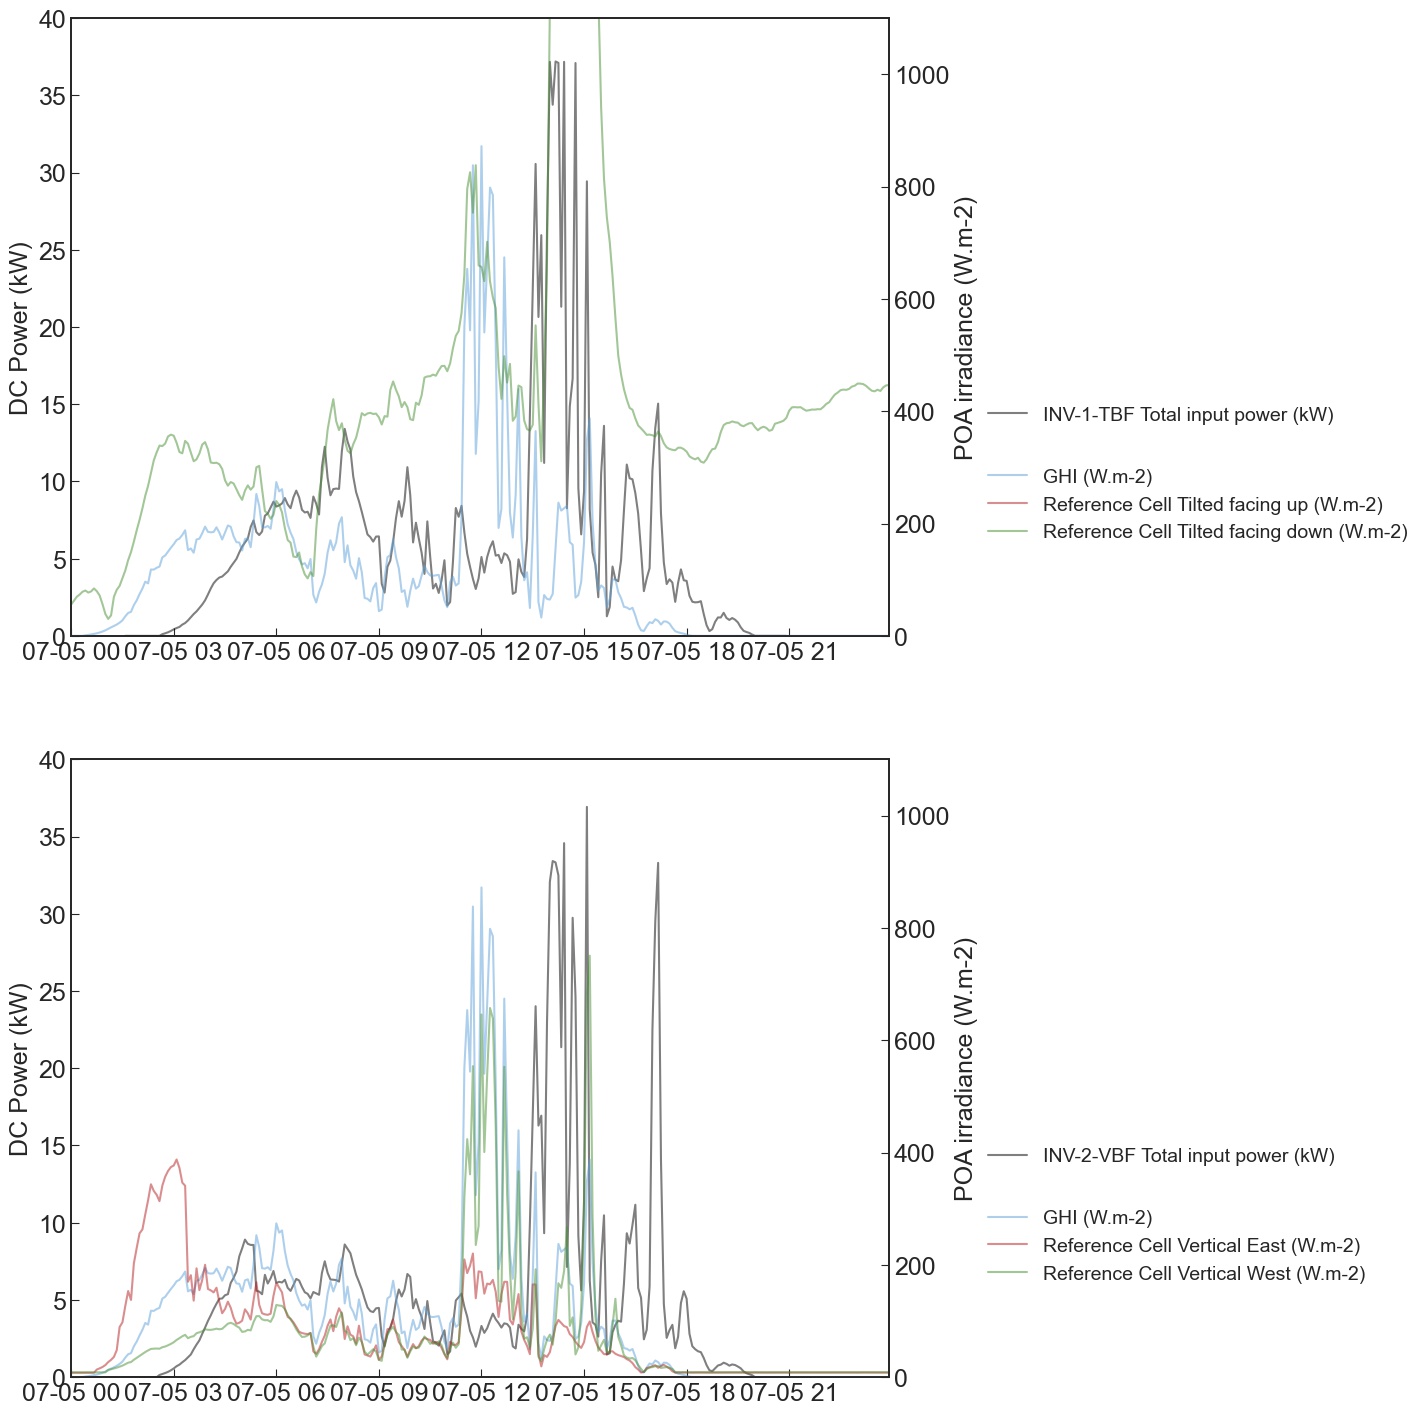 40
35
30
25
20
15
10
5
0
DC Power (kW)
1000
800
600
400
200
0
POA irradiance (W.m-2)
07-05 00 07-05 03 07-05 06 07-05 09 07-05 12 07-05 15 07-05 18 07-05 21
INV-1-TBF Total input power (kW)
GHI (W.m-2)
Reference Cell Tilted facing up (W.m-2)
Reference Cell Tilted facing down (W.m-2)
40
35
30
25
20
15
10
5
0
DC Power (kW)
1000
800
600
400
200
0
POA irradiance (W.m-2)
07-05 00 07-05 03 07-05 06 07-05 09 07-05 12 07-05 15 07-05 18 07-05 21
INV-2-VBF Total input power (kW)
GHI (W.m-2)
Reference Cell Vertical East (W.m-2)
Reference Cell Vertical West (W.m-2)